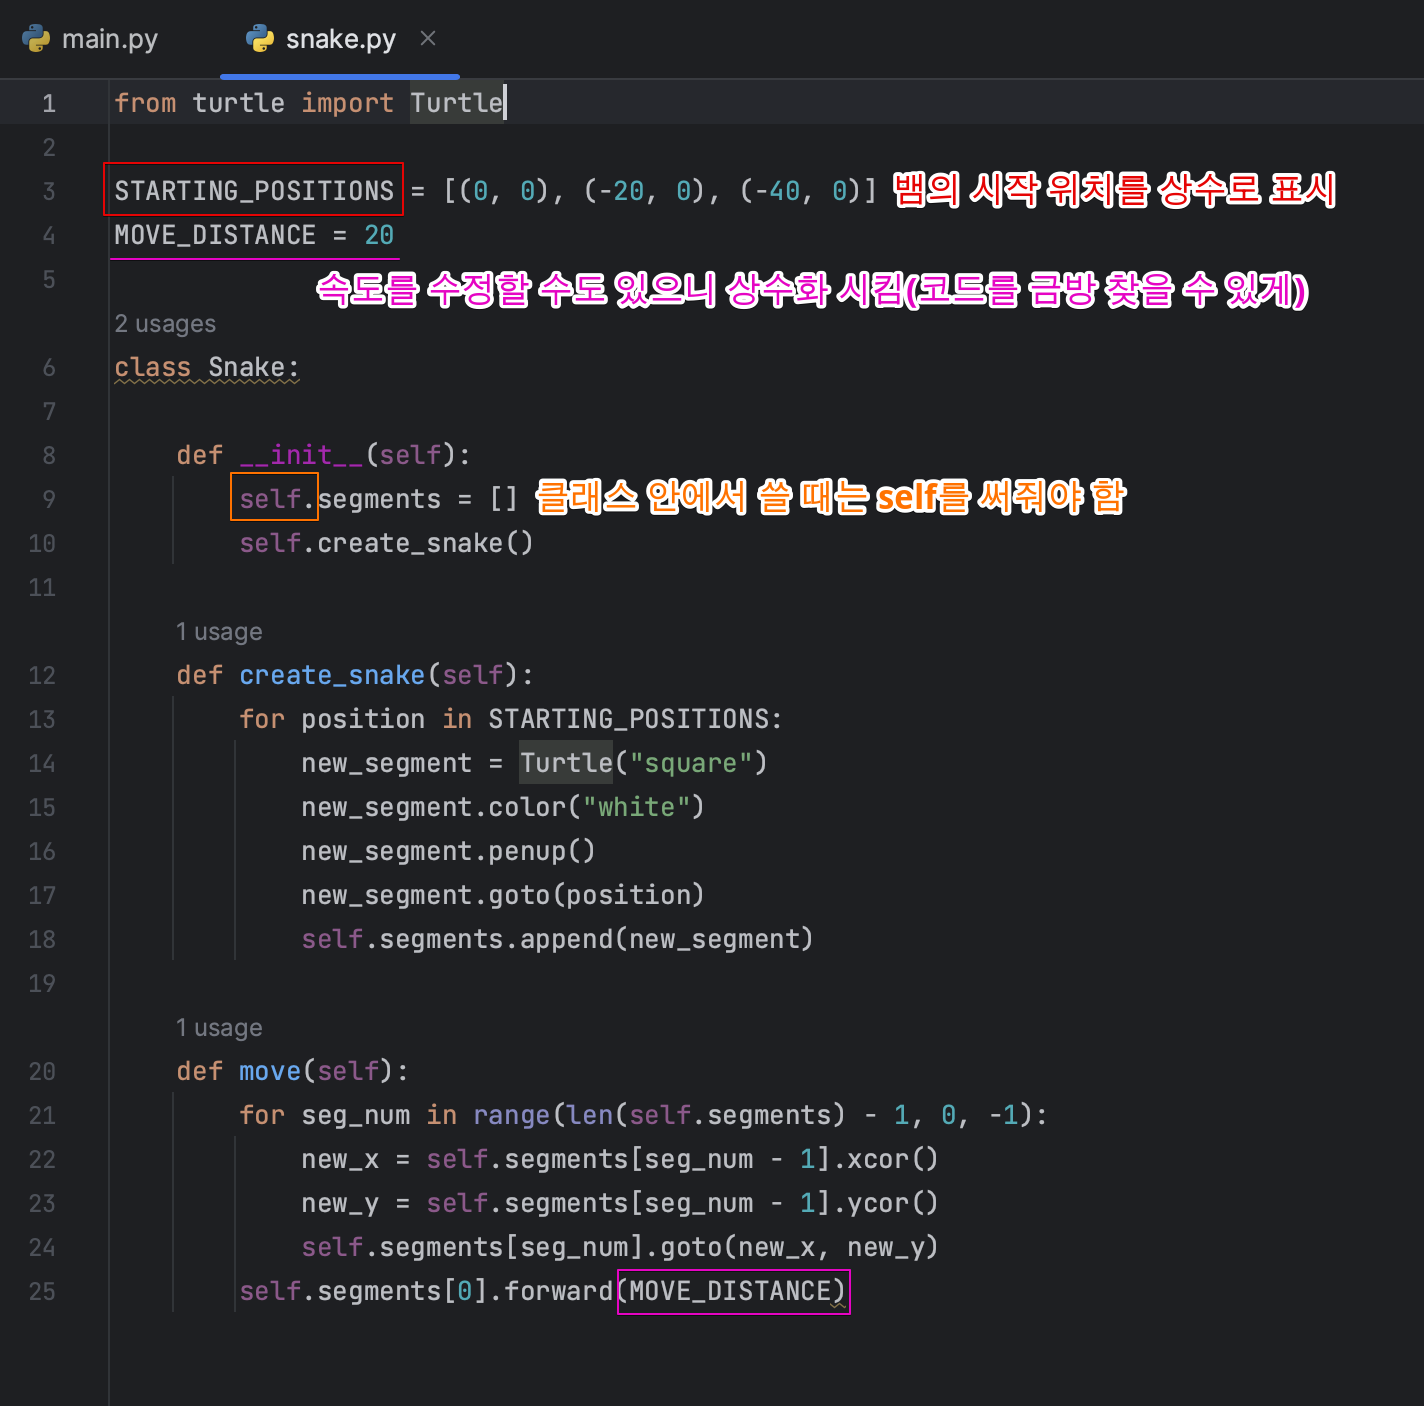 main.py snake.py
1 from turtle import Turtle
2
3 STARTING_POSITIONS = [(0, 0), (-20, 0), (-40, 0)] 뱀의 시작 위치를 상수로 표시
4 MOVE_DISTANCE = 20
5 속도를 수정할 수도 있으니 상수화 시킴(코드를 금방 찾을 수 있게)
2 usages
6 class Snake:
7
8 def __init__(self):
9 self.segments = [] 클래스 안에서 쓸 때는 self를 써줘야 함
10 self.create_snake()
11
1 usage
12 def create_snake(self):
13 for position in STARTING_POSITIONS:
14 new_segment = Turtle("square")
15 new_segment.color("white")
16 new_segment.penup()
17 new_segment.goto(position)
18 self.segments.append(new_segment)
19
1 usage
20 def move(self):
21 for seg_num in range(len(self.segments) - 1, 0, -1):
22 new_x = self.segments[seg_num - 1].xcor()
23 new_y = self.segments[seg_num - 1].ycor()
24 self.segments[seg_num].goto(new_x, new_y)
25 self.segments[0].forward(MOVE_DISTANCE)